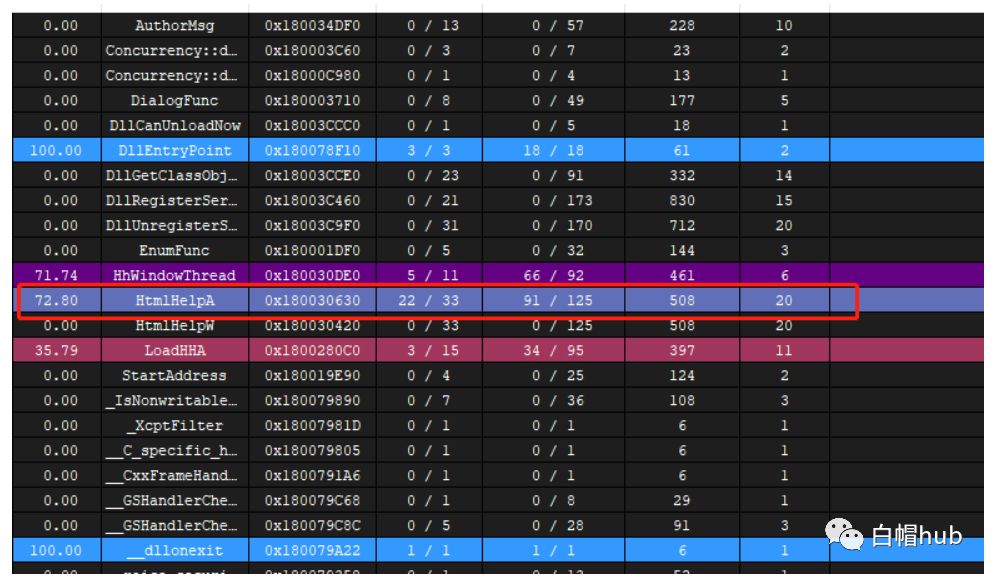 0.00 AuthorMsg 0x180034DF0 0 / 13 0 / 57 228 10
0.00 Concurrency::d… 0x180003C60 0 / 3 0 / 7 23 2
0.00 Concurrency::d… 0x18000C980 0 / 1 0 / 4 13 1
0.00 DialogFunc 0x180003710 0 / 8 0 / 49 177 5
0.00 DllCanUnloadNow 0x18003CCC0 0 / 1 0 / 5 18 1
100.00 DllEntryPoint 0x180078F10 3 / 3 18 / 18 61 2
0.00 DllGetClassObj… 0x18003CCE0 0 / 23 0 / 91 332 14
0.00 DllRegisterSer… 0x18003C460 0 / 21 0 / 173 830 15
0.00 DllUnregisterS… 0x18003C9F0 0 / 31 0 / 170 712 20
0.00 EnumFunc 0x180001DF0 0 / 5 0 / 32 144 3
71.74 HhWindowThread 0x180030DE0 5 / 11 66 / 92 461 6
72.80 HtmlHelpA 0x180030630 22 / 33 91 / 125 508 20
0.00 HtmlHelpW 0x180030420 0 / 33 0 / 125 508 20
35.79 LoadHHA 0x1800280C0 3 / 15 34 / 95 397 11
0.00 StartAddress 0x180019E90 0 / 4 0 / 25 124 2
0.00 _IsNonwritable… 0x180079890 0 / 7 0 / 36 108 3
0.00 _XcptFilter 0x18007981D 0 / 1 0 / 1 6 1
0.00 __C_specific_h… 0x180079805 0 / 1 0 / 1 6 1
0.00 __CxxFrameHand… 0x1800791A6 0 / 1 0 / 1 6 1
0.00 __GSHandlerChe… 0x180079C68 0 / 1 0 / 8 29 1
0.00 __GSHandlerChe… 0x180079C8C 0 / 5 0 / 28 91 3
白帽hub
100.00 __dllonexit 0x180079A22 1 / 1 1 / 1 6 1